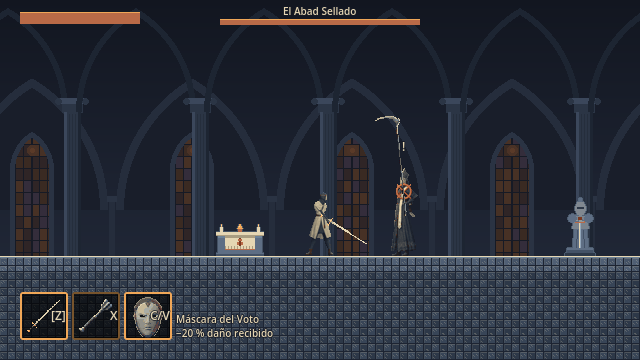 El Abad Sellado
!
[Z]
X
C/V
Máscara del Voto
−20 % daño recibido